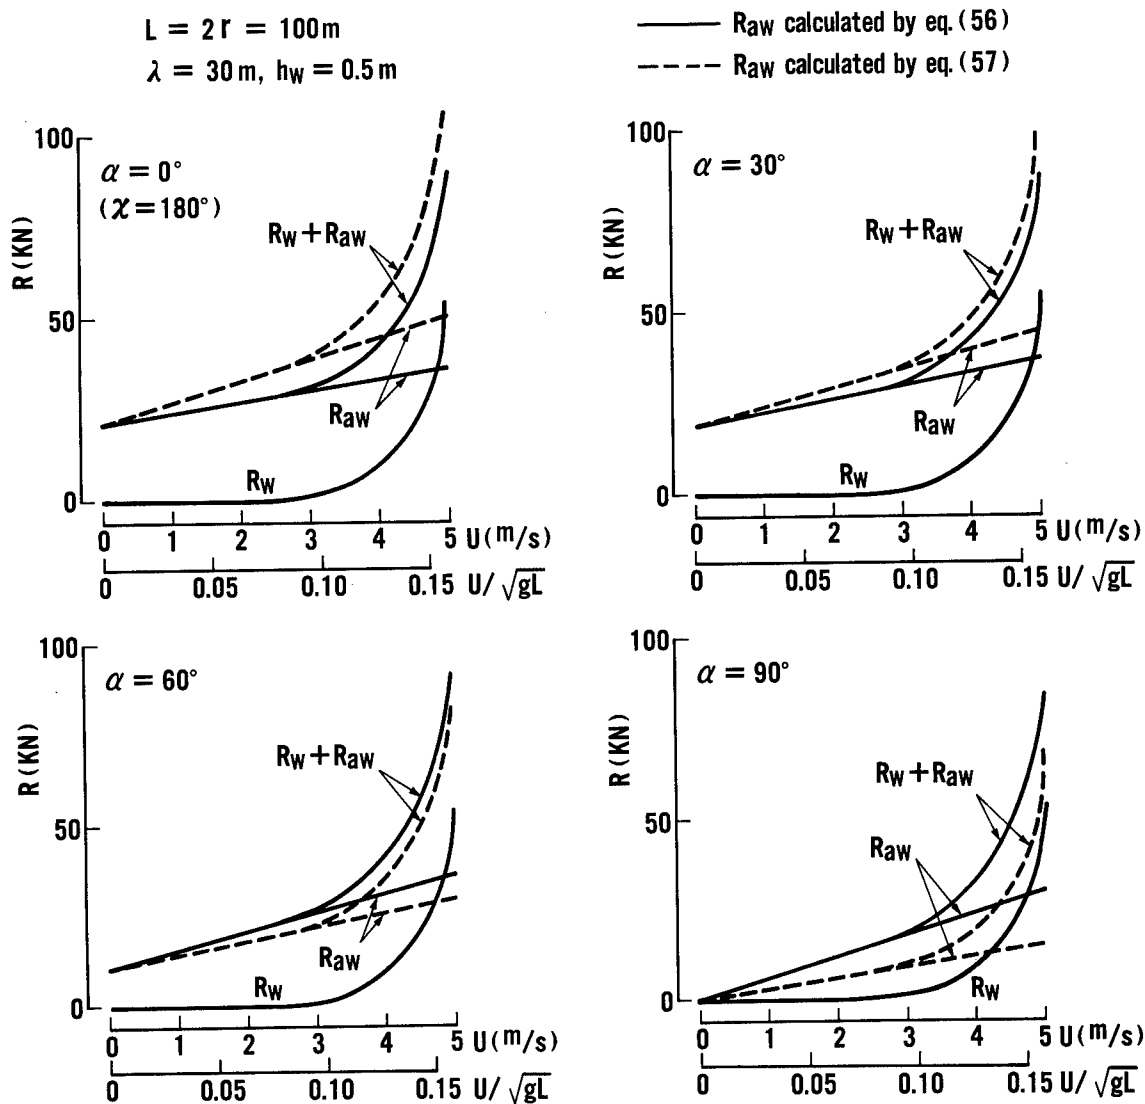 L = 2r = 100m
λ = 30m, hw = 0.5m
Raw calculated by eq. (56)
Raw calculated by eq. (57)
100
50
0
R (KN)
α = 0°
(χ = 180°)
Rw + Raw
Raw
Rw
0 1 2 3 4 5 U(m/s)
0 0.05 0.10 0.15 U/√gL
100
50
0
R (KN)
α = 30°
Rw + Raw
Raw
Rw
0 1 2 3 4 5 U(m/s)
0 0.05 0.10 0.15 U/√gL
100
50
0
R (KN)
α = 60°
Rw + Raw
Raw
Rw
0 1 2 3 4 5 U(m/s)
0 0.05 0.10 0.15 U/√gL
100
50
0
R (KN)
α = 90°
Rw + Raw
Raw
Rw
0 1 2 3 4 5 U(m/s)
0 0.05 0.10 0.15 U/√gL